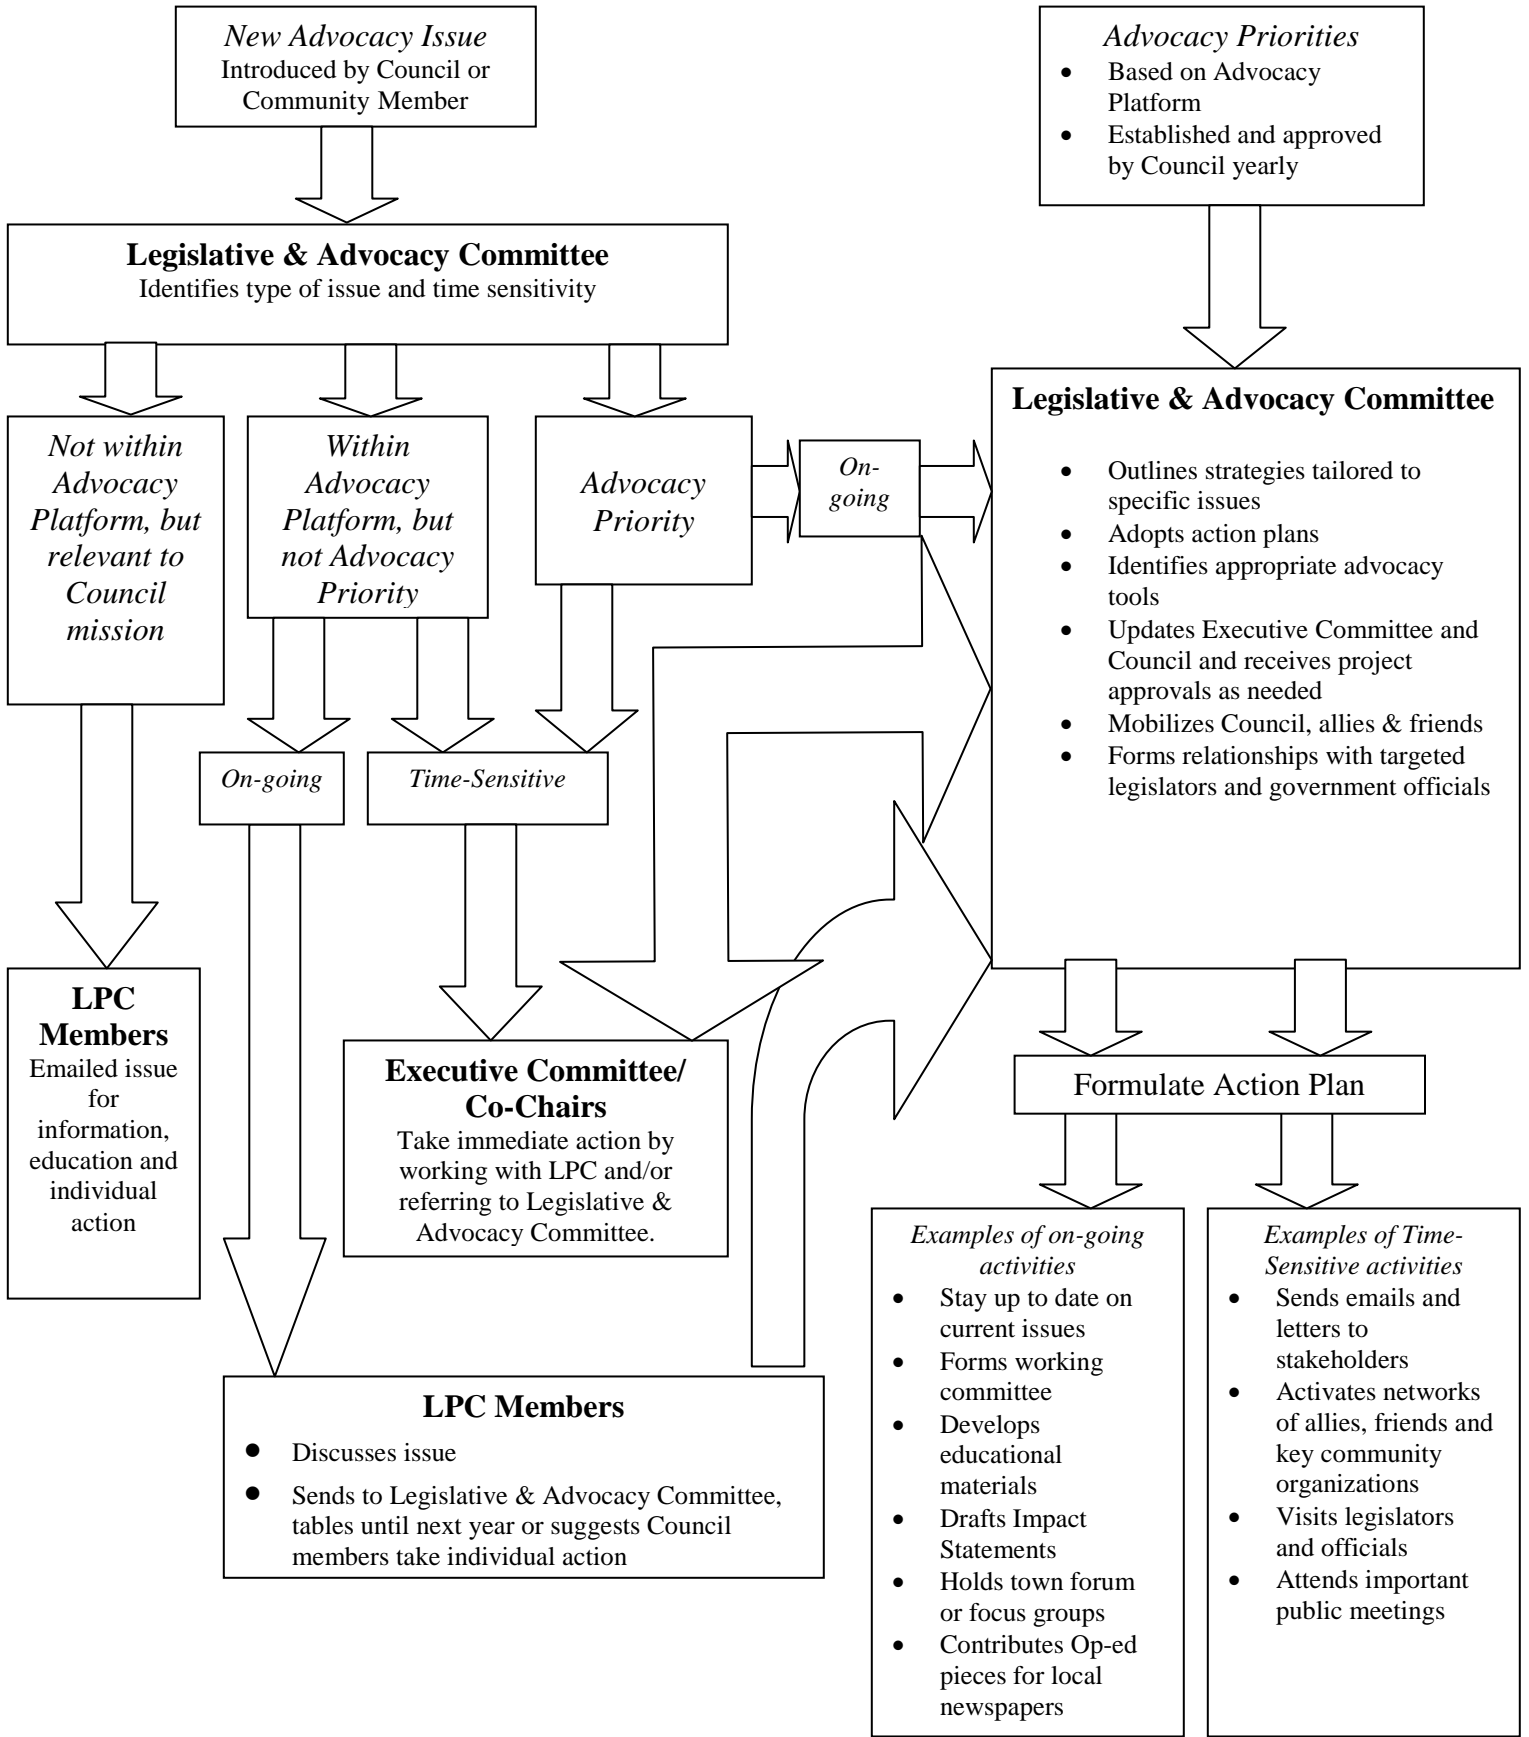 New Advocacy Issue
Introduced by Council or
Community Member
Advocacy Priorities
• Based on Advocacy
Platform
• Established and approved
by Council yearly
Legislative & Advocacy Committee
Identifies type of issue and time sensitivity
Not within
Advocacy
Platform, but
relevant to
Council
mission
Within
Advocacy
Platform, but
not Advocacy
Priority
Advocacy
Priority
On-
going
Legislative & Advocacy Committee
• Outlines strategies tailored to
specific issues
• Adopts action plans
• Identifies appropriate advocacy
tools
• Updates Executive Committee and
Council and receives project
approvals as needed
• Mobilizes Council, allies & friends
• Forms relationships with targeted
legislators and government officials
On-going
Time-Sensitive
LPC
Members
Emailed issue
for
information,
education and
individual
action
Executive Committee/
Co-Chairs
Take immediate action by
working with LPC and/or
referring to Legislative &
Advocacy Committee.
Formulate Action Plan
LPC Members
• Discusses issue
• Sends to Legislative & Advocacy Committee,
tables until next year or suggests Council
members take individual action
Examples of on-going
activities
• Stay up to date on
current issues
• Forms working
committee
• Develops
educational
materials
• Drafts Impact
Statements
• Holds town forum
or focus groups
• Contributes Op-ed
pieces for local
newspapers
Examples of Time-
Sensitive activities
• Sends emails and
letters to
stakeholders
• Activates networks
of allies, friends and
key community
organizations
• Visits legislators
and officials
• Attends important
public meetings